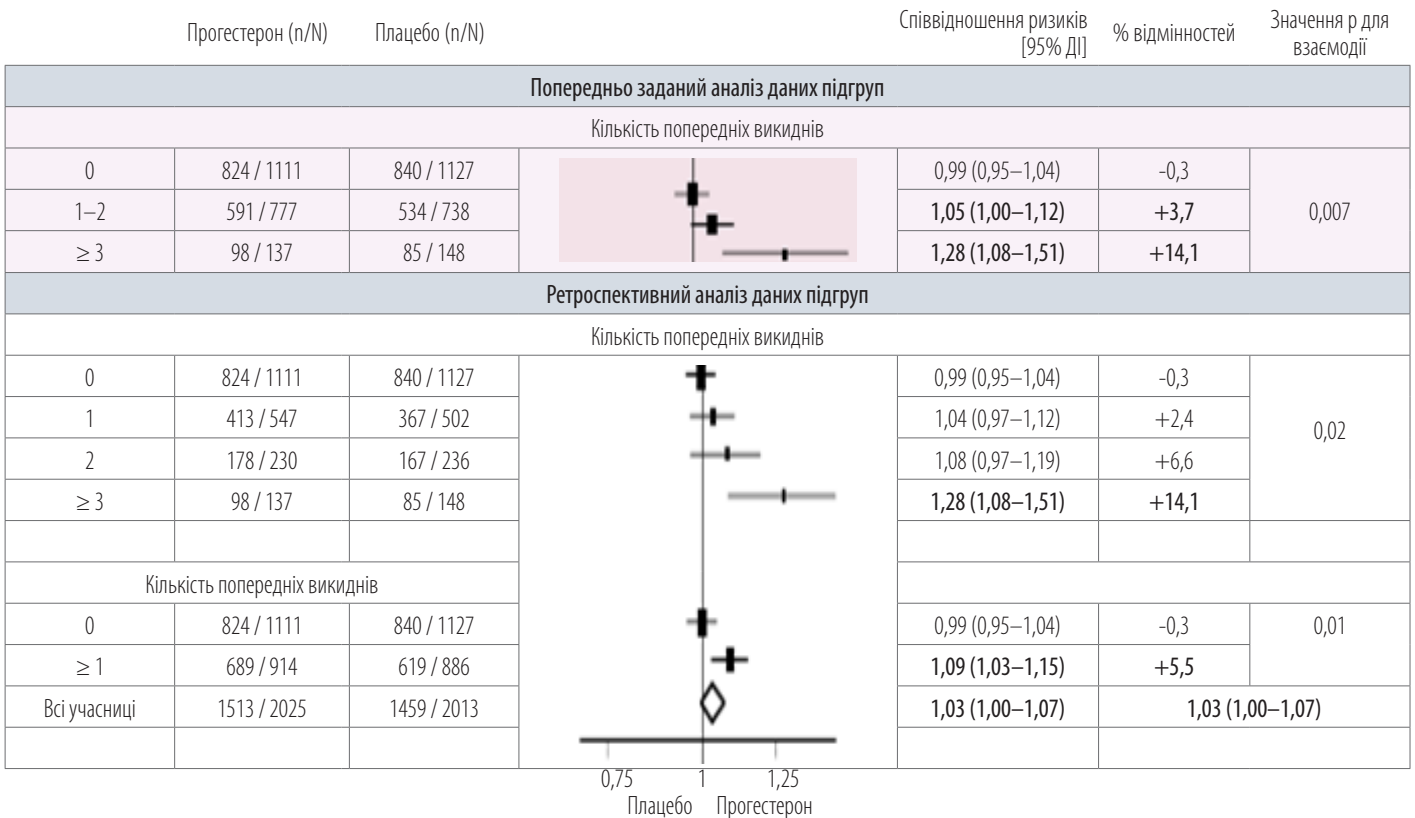 Прогестерон (n/N) Плацебо (n/N) Співвідношення ризиків [95% ДІ] % відмінностей Значення p для взаємодії
Попередньо заданий аналіз даних підгруп
Кількість попередніх викиднів
0 824 / 1111 840 / 1127 0,99 (0,95–1,04) -0,3
1–2 591 / 777 534 / 738 1,05 (1,00–1,12) +3,7 0,007
≥ 3 98 / 137 85 / 148 1,28 (1,08–1,51) +14,1
Ретроспективний аналіз даних підгруп
Кількість попередніх викиднів
0 824 / 1111 840 / 1127 0,99 (0,95–1,04) -0,3
1 413 / 547 367 / 502 1,04 (0,97–1,12) +2,4 0,02
2 178 / 230 167 / 236 1,08 (0,97–1,19) +6,6
≥ 3 98 / 137 85 / 148 1,28 (1,08–1,51) +14,1
Кількість попередніх викиднів
0 824 / 1111 840 / 1127 0,99 (0,95–1,04) -0,3 0,01
≥ 1 689 / 914 619 / 886 1,09 (1,03–1,15) +5,5
Всі учасниці 1513 / 2025 1459 / 2013 1,03 (1,00–1,07) 1,03 (1,00–1,07)
0,75 1 1,25
Плацебо Прогестерон